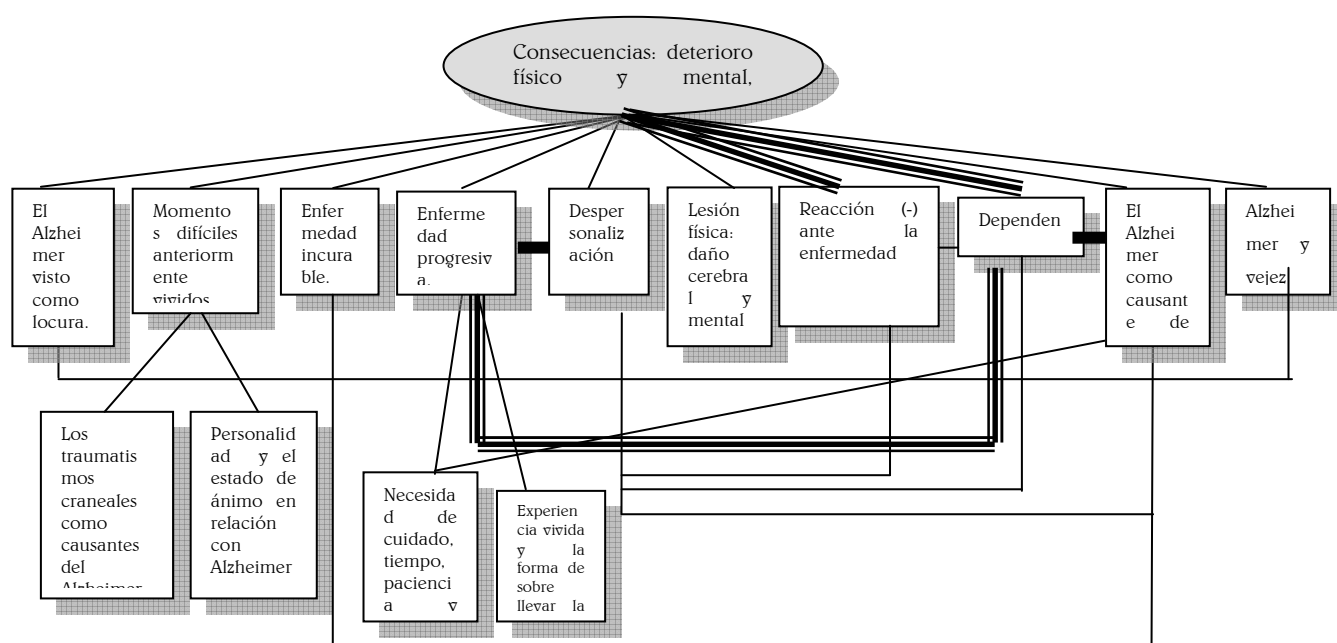 Consecuencias: deterioro
físico y mental,
El
Alzhei
mer
visto
como
locura.
Momento
s difíciles
anteriorm
ente
vividos
Enfer
medad
incura
ble.
Enferme
dad
progresiv
a.
Desper
sonaliz
ación
Lesión
física:
daño
cerebra
l y
mental
Reacción (-)
ante la
enfermedad
Dependen
El
Alzhei
mer
como
causant
e de
Alzhei
mer y
vejez
Los
traumatis
mos
craneales
como
causantes
del
Alzheimer
Personalid
ad y el
estado de
ánimo en
relación
con
Alzheimer
Necesida
d de
cuidado,
tiempo,
pacienci
a y
Experien
cia vivida
y la
forma de
sobre
llevar la